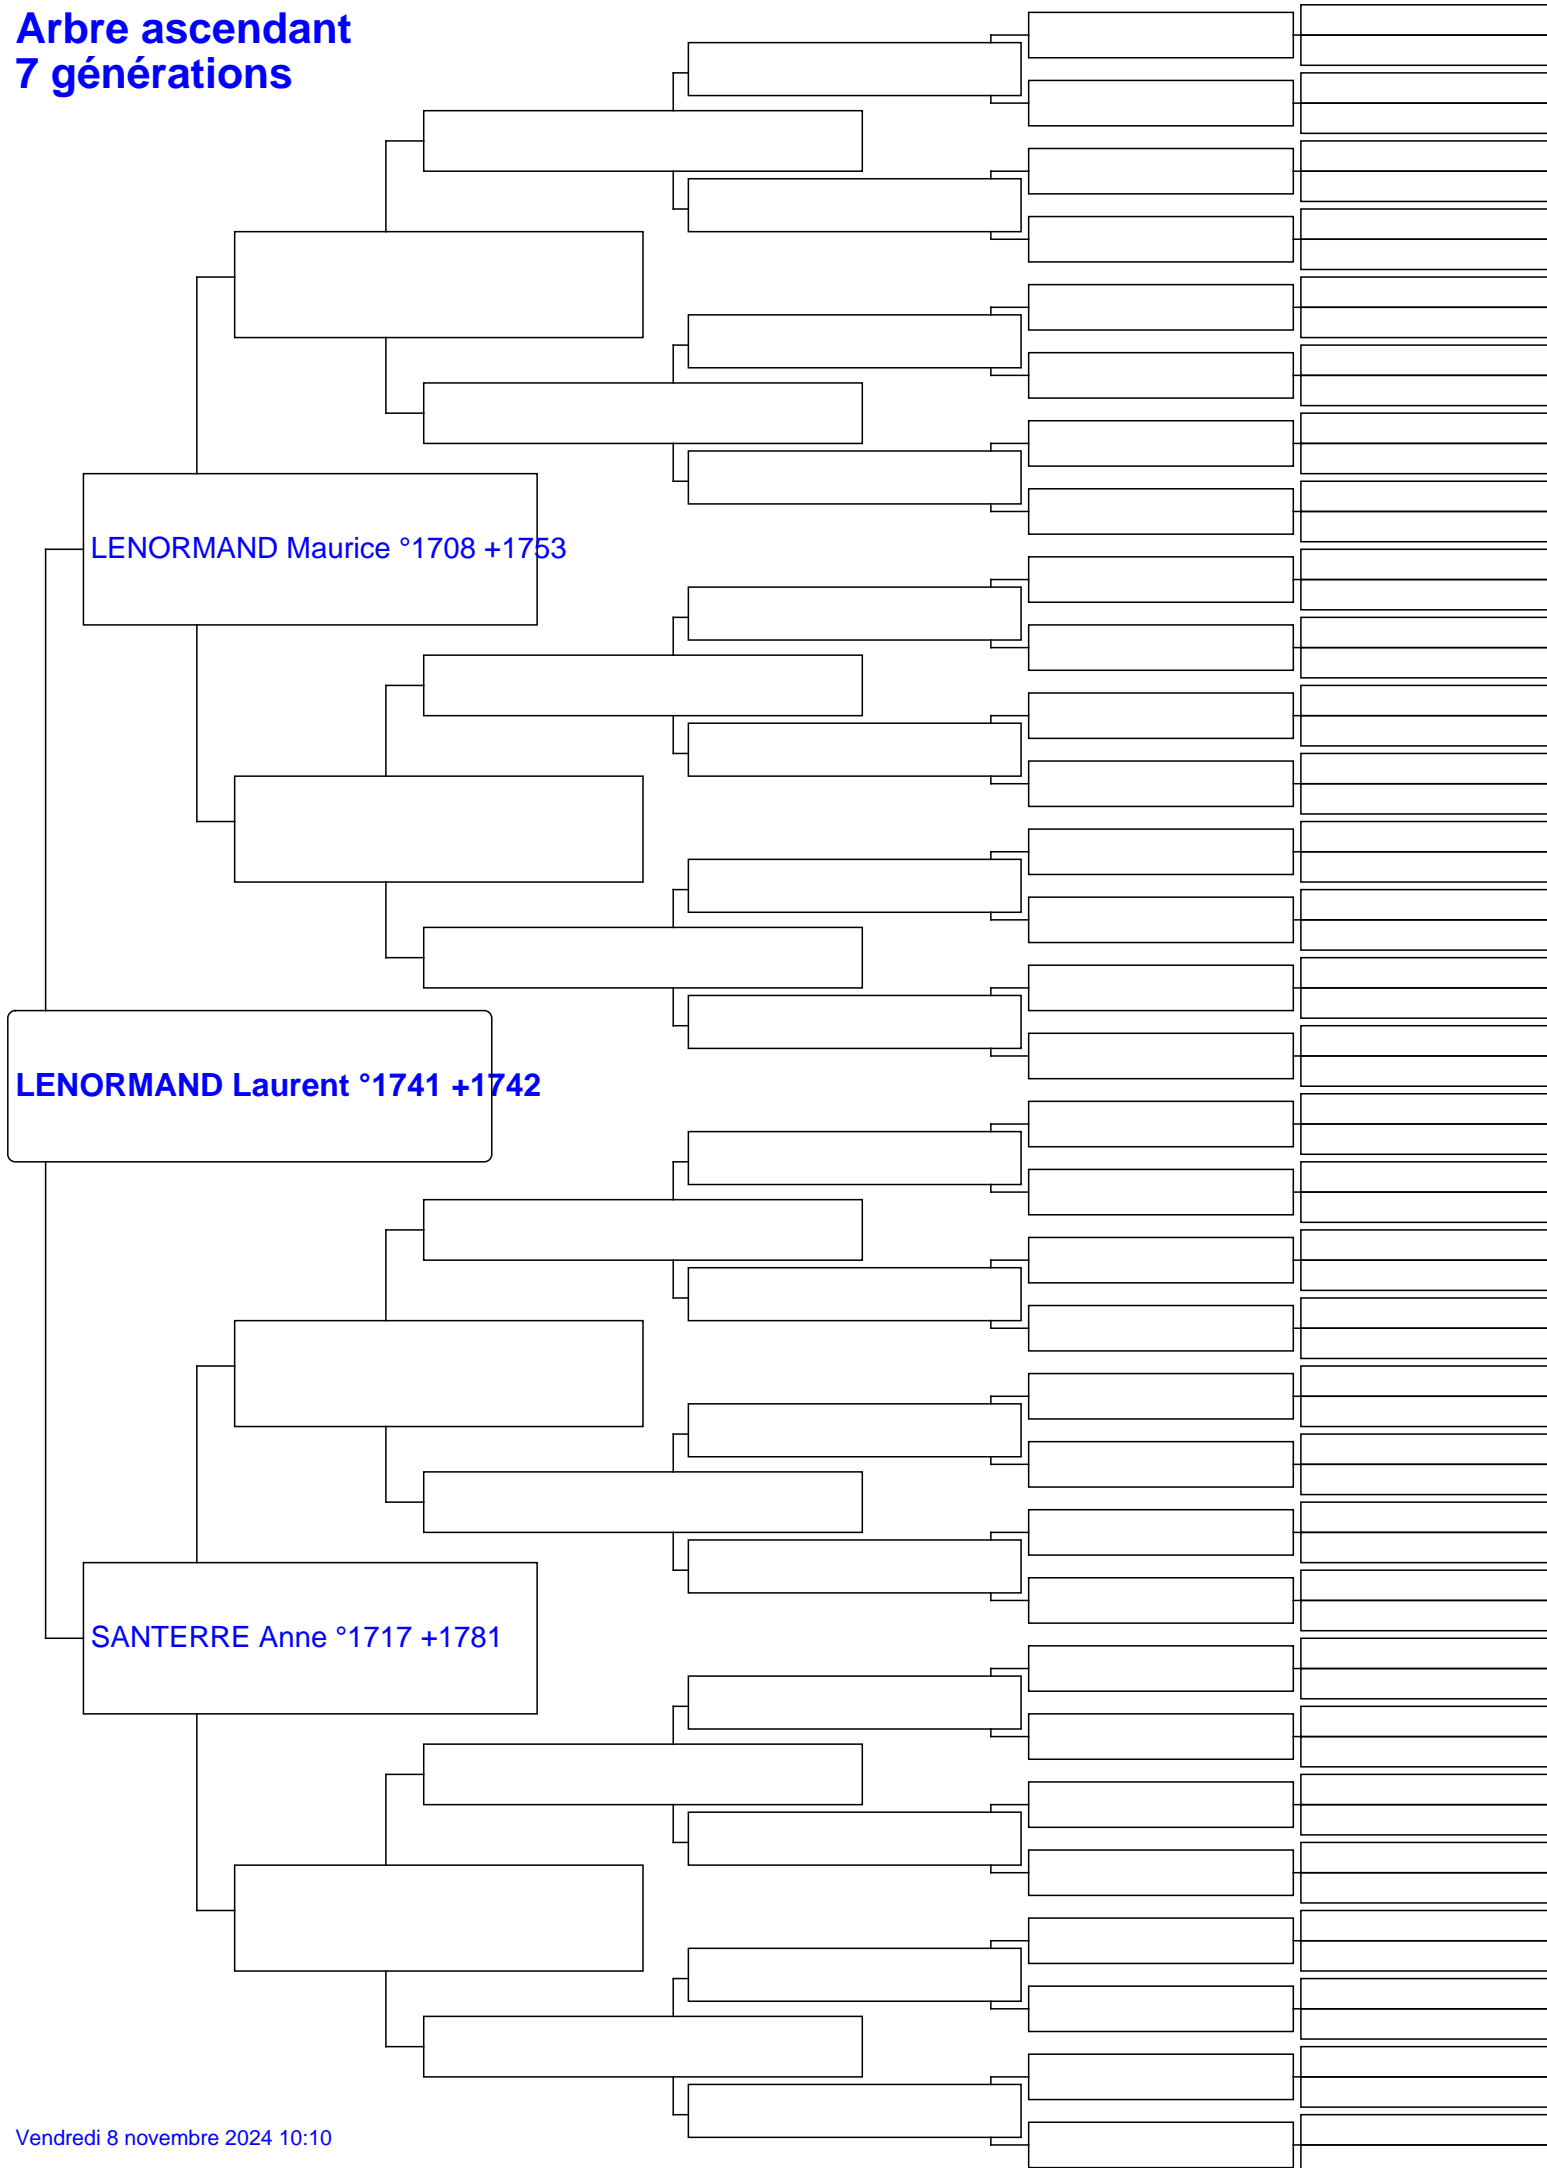 Arbre ascendant
7 générations
LENORMAND Maurice °1708 +1753
LENORMAND Laurent °1741 +1742
SANTERRE Anne °1717 +1781
Vendredi 8 novembre 2024 10:10